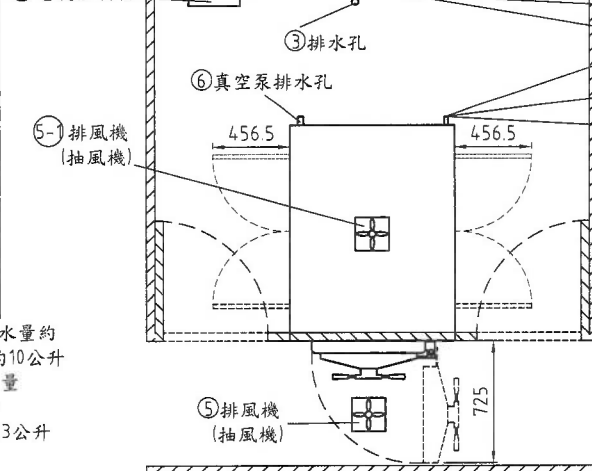 ③排水孔
⑥真空泵排水孔
5-1排風機
(抽風機)
456.5
456.5
水量約
約10公升
量
3公升
⑤排風機
(抽風機)
725